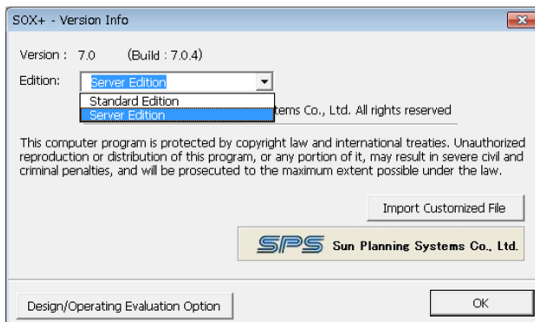 SOX+ - Version Info
Version : 7.0 (Build : 7.0.4)
Edition: Server Edition
Standard Edition
Server Edition
tems Co., Ltd. All rights reserved
This computer program is protected by copyright law and international treaties. Unauthorized
reproduction or distribution of this program, or any portion of it, may result in severe civil and
criminal penalties, and will be prosecuted to the maximum extent possible under the law.
Import Customized File
SPS Sun Planning Systems Co., Ltd.
Design/Operating Evaluation Option
OK